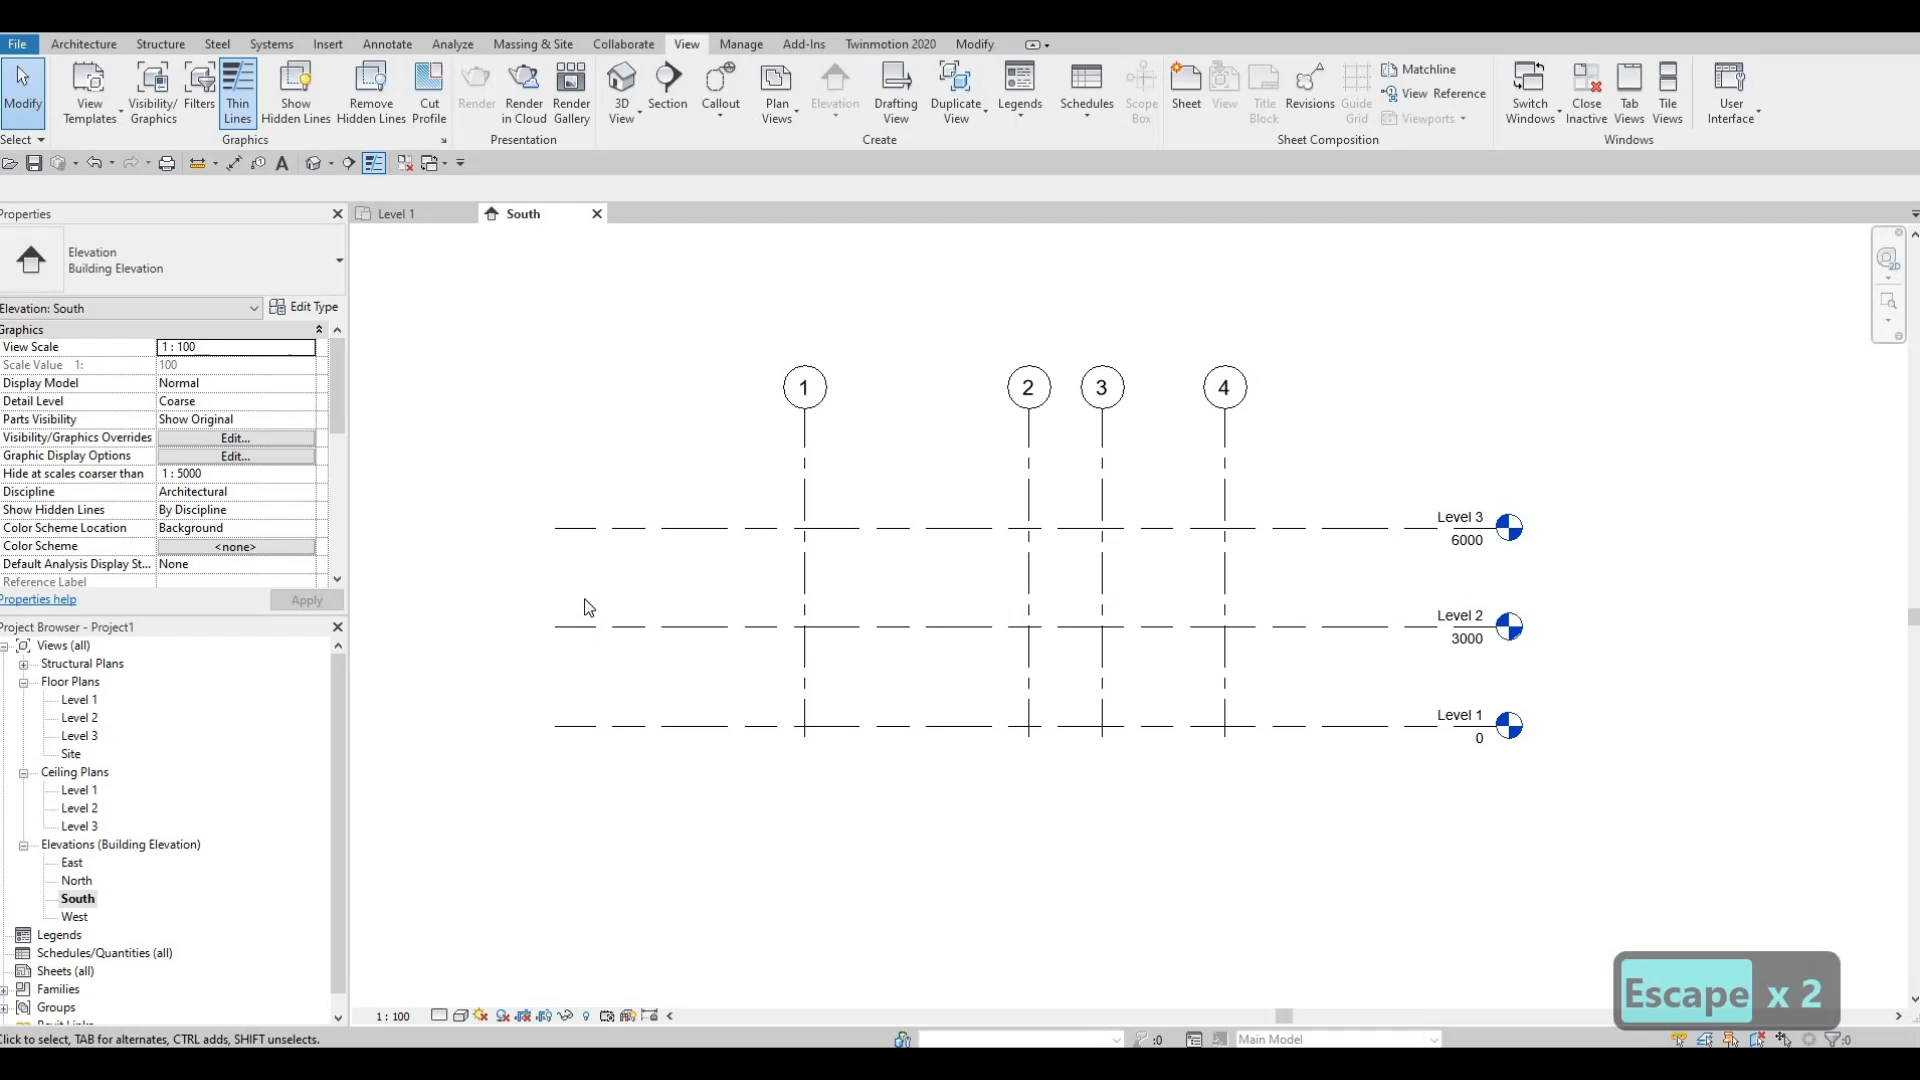 File Architecture Structure Steel Systems Insert Annotate Analyze Massing & Site Collaborate View Manage Add-Ins Twinmotion 2020 Modify
Modify
View Templates
Visibility/ Graphics
Filters
Thin Lines
Show Hidden Lines
Remove Hidden Lines
Cut Profile
Render
Render in Cloud
Render Gallery
3D View
Section
Callout
Plan Views
Elevation
Drafting View
Duplicate View
Legends
Schedules
Scope Box
Sheet
View
Title Block
Revisions
Guide Grid
Matchline
View Reference
Viewports
Switch Windows
Close Inactive
Tab Views
Tile Views
User Interface
Select Graphics Presentation Create Sheet Composition Windows
Properties
Level 1
South
Elevation
Building Elevation
Elevation: South
Edit Type
Graphics
View Scale 1 : 100
Scale Value 1: 100
Display Model Normal
Detail Level Coarse
Parts Visibility Show Original
Visibility/Graphics Overrides Edit...
Graphic Display Options Edit...
Hide at scales coarser than 1 : 5000
Discipline Architectural
Show Hidden Lines By Discipline
Color Scheme Location Background
Color Scheme <none>
Default Analysis Display St... None
Reference Label
Properties help
Apply
Project Browser - Project1
Views (all)
Structural Plans
Floor Plans
Level 1
Level 2
Level 3
Site
Ceiling Plans
Level 1
Level 2
Level 3
Elevations (Building Elevation)
East
North
South
West
Legends
Schedules/Quantities (all)
Sheets (all)
Families
Groups
Revit Links
1 2 3 4
Level 3
6000
Level 2
3000
Level 1
0
2D
Escape x 2
1 : 100
Click to select, TAB for alternates, CTRL adds, SHIFT unselects.
:0
Main Model
:0